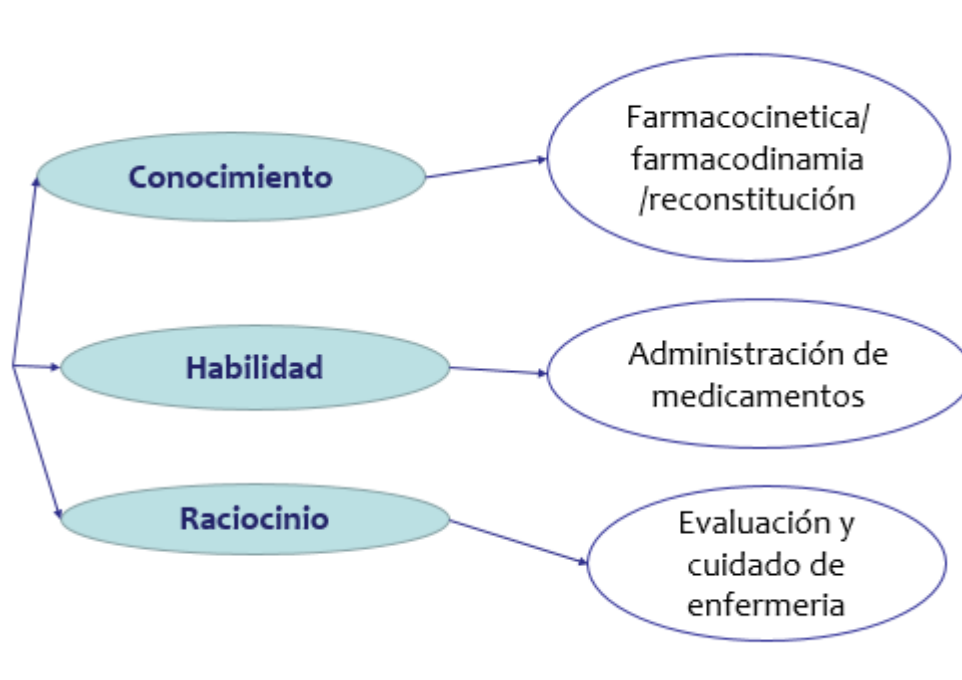 Conocimiento
Farmacocinetica/
farmacodinamia
/reconstitución
Habilidad
Administración de
medicamentos
Raciocinio
Evaluación y
cuidado de
enfermeria